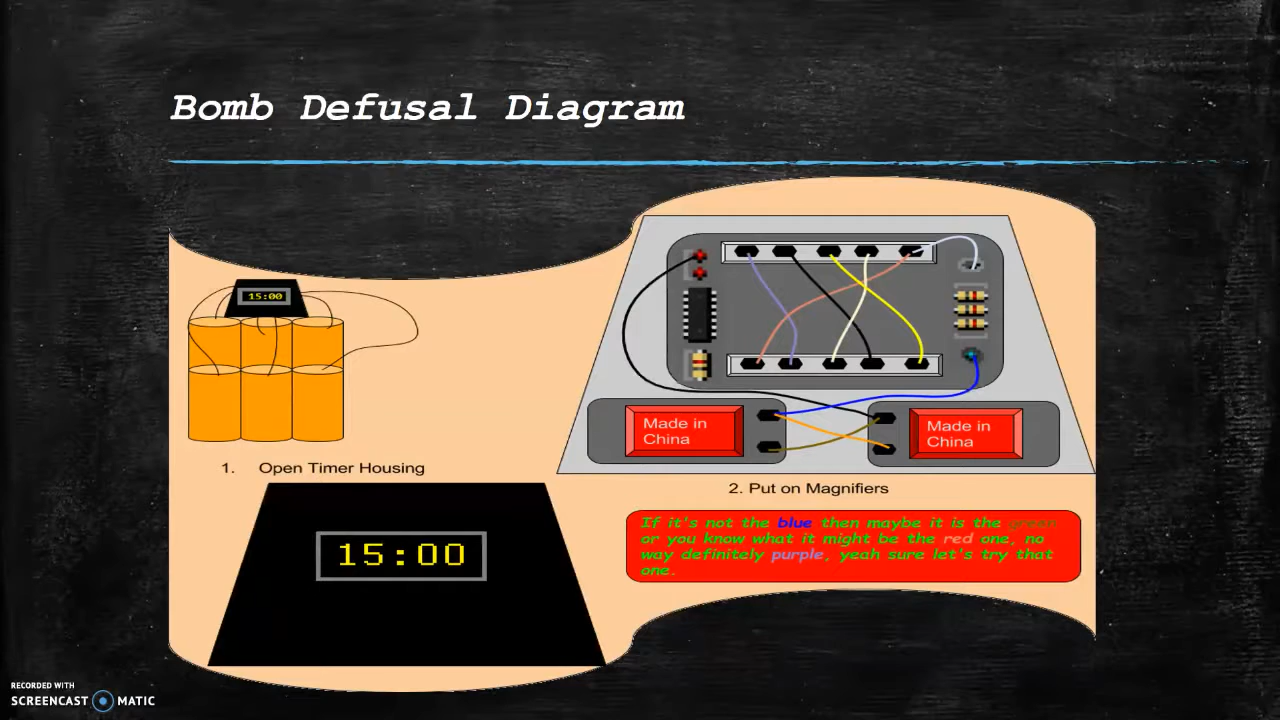 Bomb Defusal Diagram
15:00
Made in
China
Made in
China
1. Open Timer Housing
2. Put on Magnifiers
15:00
If it's not the blue then maybe it is the green
or you know what it might be the red one, no
way definitely purple, yeah sure let's try that
one.
RECORDED WITH
SCREENCAST MATIC